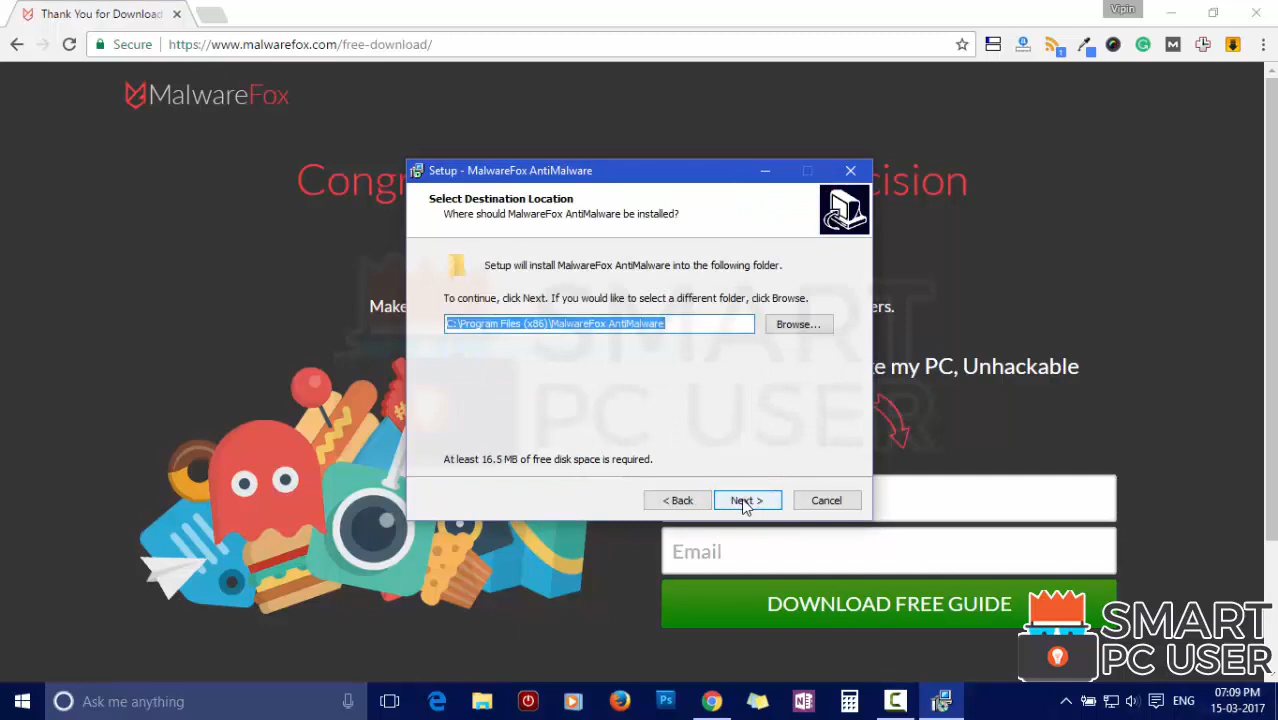 Thank You for Download
Vipin
Secure
https://www.malwarefox.com/free-download/
MalwareFox
Congr
cision
Setup - MalwareFox AntiMalware
Select Destination Location
Where should MalwareFox AntiMalware be installed?
Setup will install MalwareFox AntiMalware into the following folder.
Make
ers.
To continue, click Next. If you would like to select a different folder, click Browse.
C:\Program Files (x86)\MalwareFox AntiMalware
Browse...
SMART
PC USER
ke my PC, Unhackable
At least 16.5 MB of free disk space is required.
< Back
Next >
Cancel
Email
DOWNLOAD FREE GUIDE
SMART
PC USER
Ask me anything
ENG
07:09 PM
15-03-2017